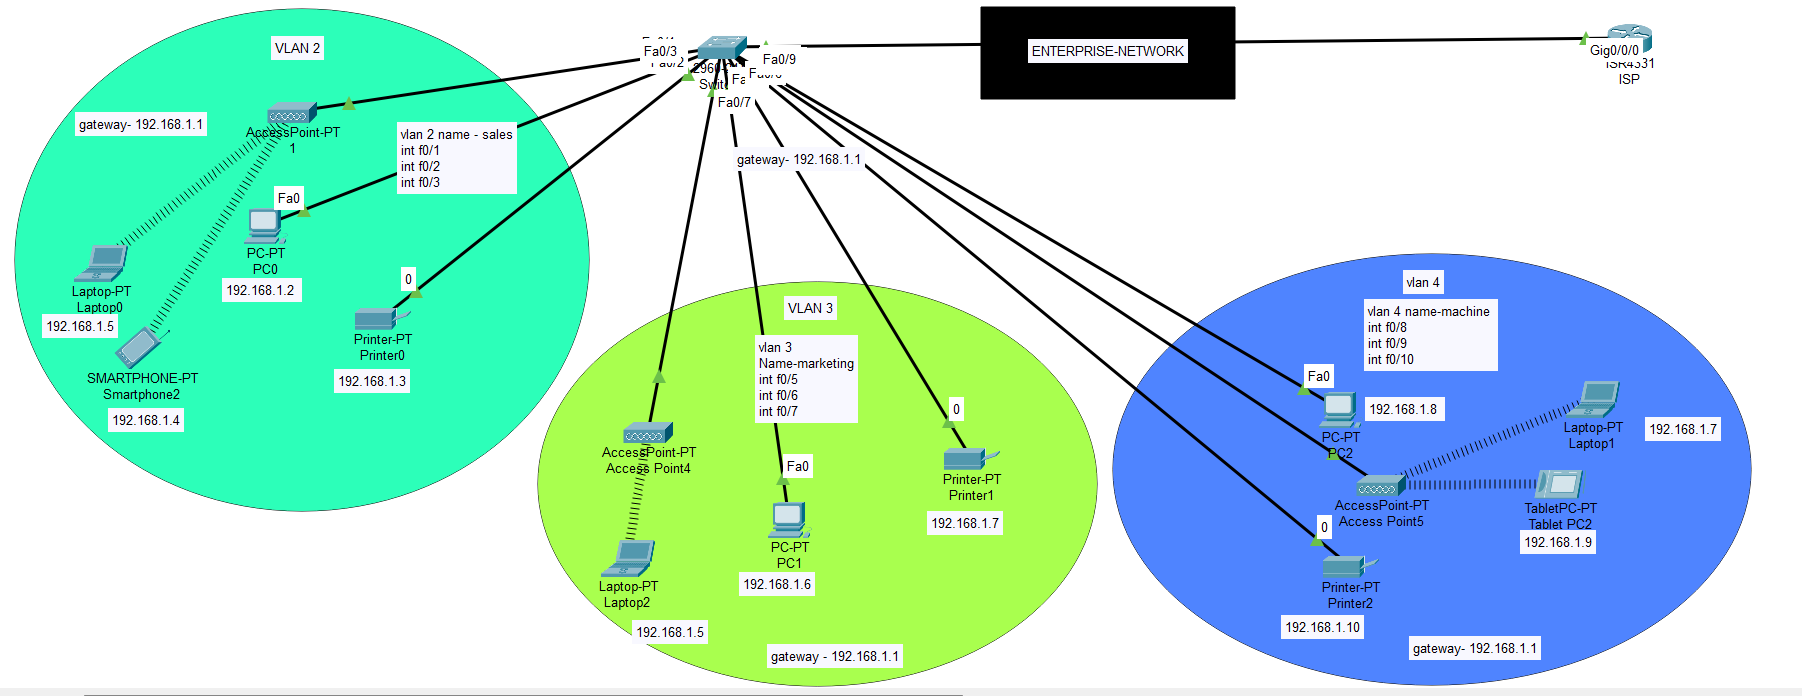 VLAN 2
gateway- 192.168.1.1
AccessPoint-PT
1
vlan 2 name - sales
int f0/1
int f0/2
int f0/3
Fa0
PC-PT
PC0
192.168.1.2
Laptop-PT
Laptop0
192.168.1.5
SMARTPHONE-PT
Smartphone2
192.168.1.4
0
Printer-PT
Printer0
192.168.1.3
Fa0/3
Fa0/9
Fa0/7
gateway- 192.168.1.1
ENTERPRISE-NETWORK
Gig0/0/0
ISR4331
ISP
VLAN 3
vlan 3
Name-marketing
int f0/5
int f0/6
int f0/7
AccessPoint-PT
Access Point4
Laptop-PT
Laptop2
192.168.1.5
Fa0
PC-PT
PC1
192.168.1.6
0
Printer-PT
Printer1
192.168.1.7
gateway - 192.168.1.1
vlan 4
vlan 4 name-machine
int f0/8
int f0/9
int f0/10
Fa0
PC-PT
PC2
192.168.1.8
Laptop-PT
Laptop1
192.168.1.7
AccessPoint-PT
Access Point5
TabletPC-PT
Tablet PC2
192.168.1.9
0
Printer-PT
Printer2
192.168.1.10
gateway- 192.168.1.1